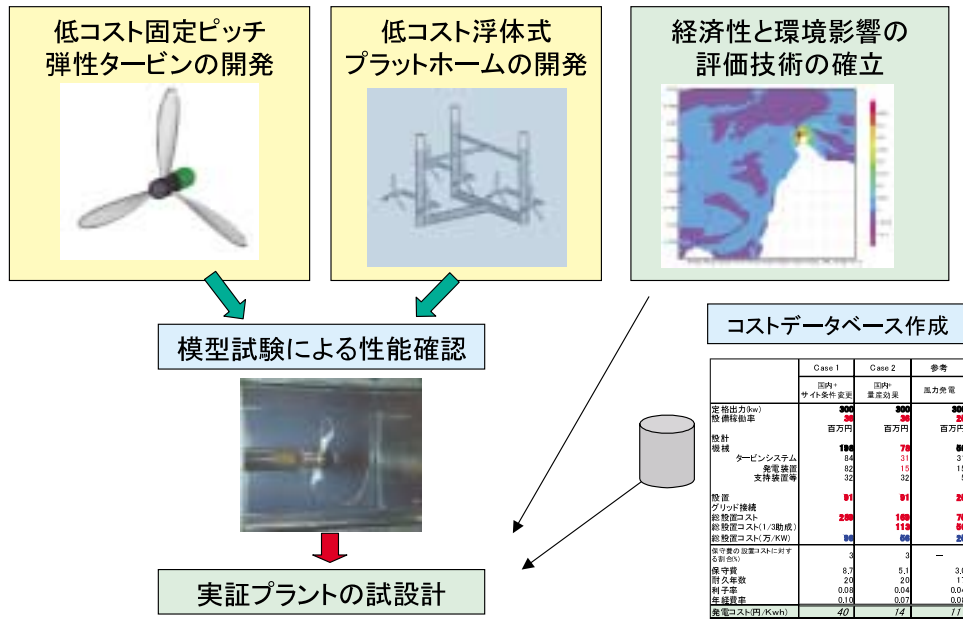 低コスト固定ピッチ
弾性タービンの開発
低コスト浮体式
プラットホームの開発
経済性と環境影響の
評価技術の確立
模型試験による性能確認
コストデータベース作成
Case 1 Case 2 参考
国内+ 国内+ 風力発電
サイト条件変更 量産効果
定格出力(kw) 300 300
設備稼働率
百万円 百万円 百万円
設計
機械 78
タービンシステム 84 31
発電装置 82 15
支持装置等 32 32
設置 91 91
グリッド接続
総設置コスト 169
総設置コスト(1/3助成) 113
総設置コスト(万/KW)
保守費の設置コストに対す
る割合(%) 3 3 —
保守費 8.7 5.1
耐久年数 20 20
利子率 0.08 0.04
年経費率 0.10 0.07
発電コスト(円/Kwh) 40 14 11
実証プラントの試設計